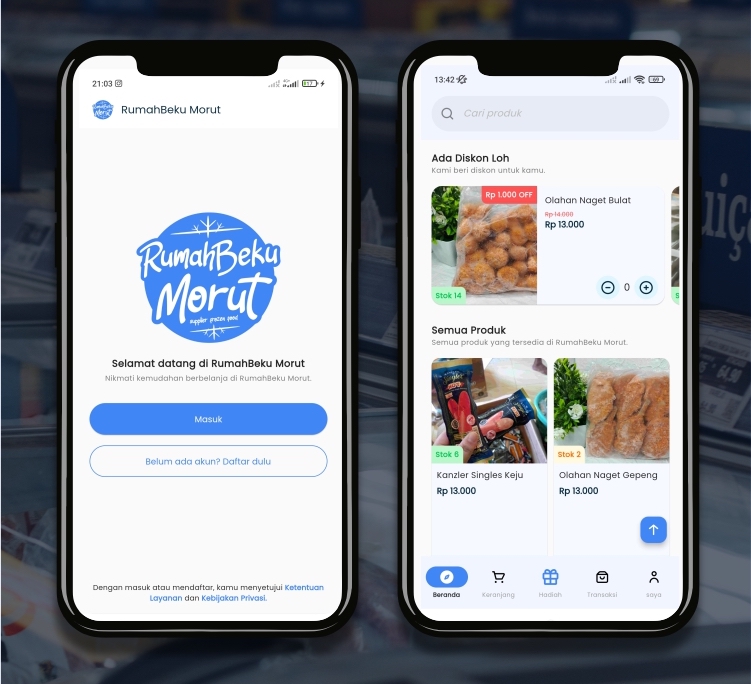 21:03
RumahBeku Morut
RumahBeku
Morut
supplier frozen food
Selamat datang di RumahBeku Morut
Nikmati kemudahan berbelanja di RumahBeku Morut.
Masuk
Belum ada akun? Daftar dulu
Dengan masuk atau mendaftar, kamu menyetujui Ketentuan
Layanan dan Kebijakan Privasi.
13:42
69
Cari produk
Ada Diskon Loh
Kami beri diskon untuk kamu.
Rp 1.000 OFF
Olahan Naget Bulat
Rp 14.000
Rp 13.000
0
Stok 14
S
Semua Produk
Semua produk yang tersedia di RumahBeku Morut.
Stok 6
Stok 2
Kanzler Singles Keju
Rp 13.000
Olahan Naget Gepeng
Rp 13.000
Beranda
Keranjang
Hadiah
Transaksi
saya